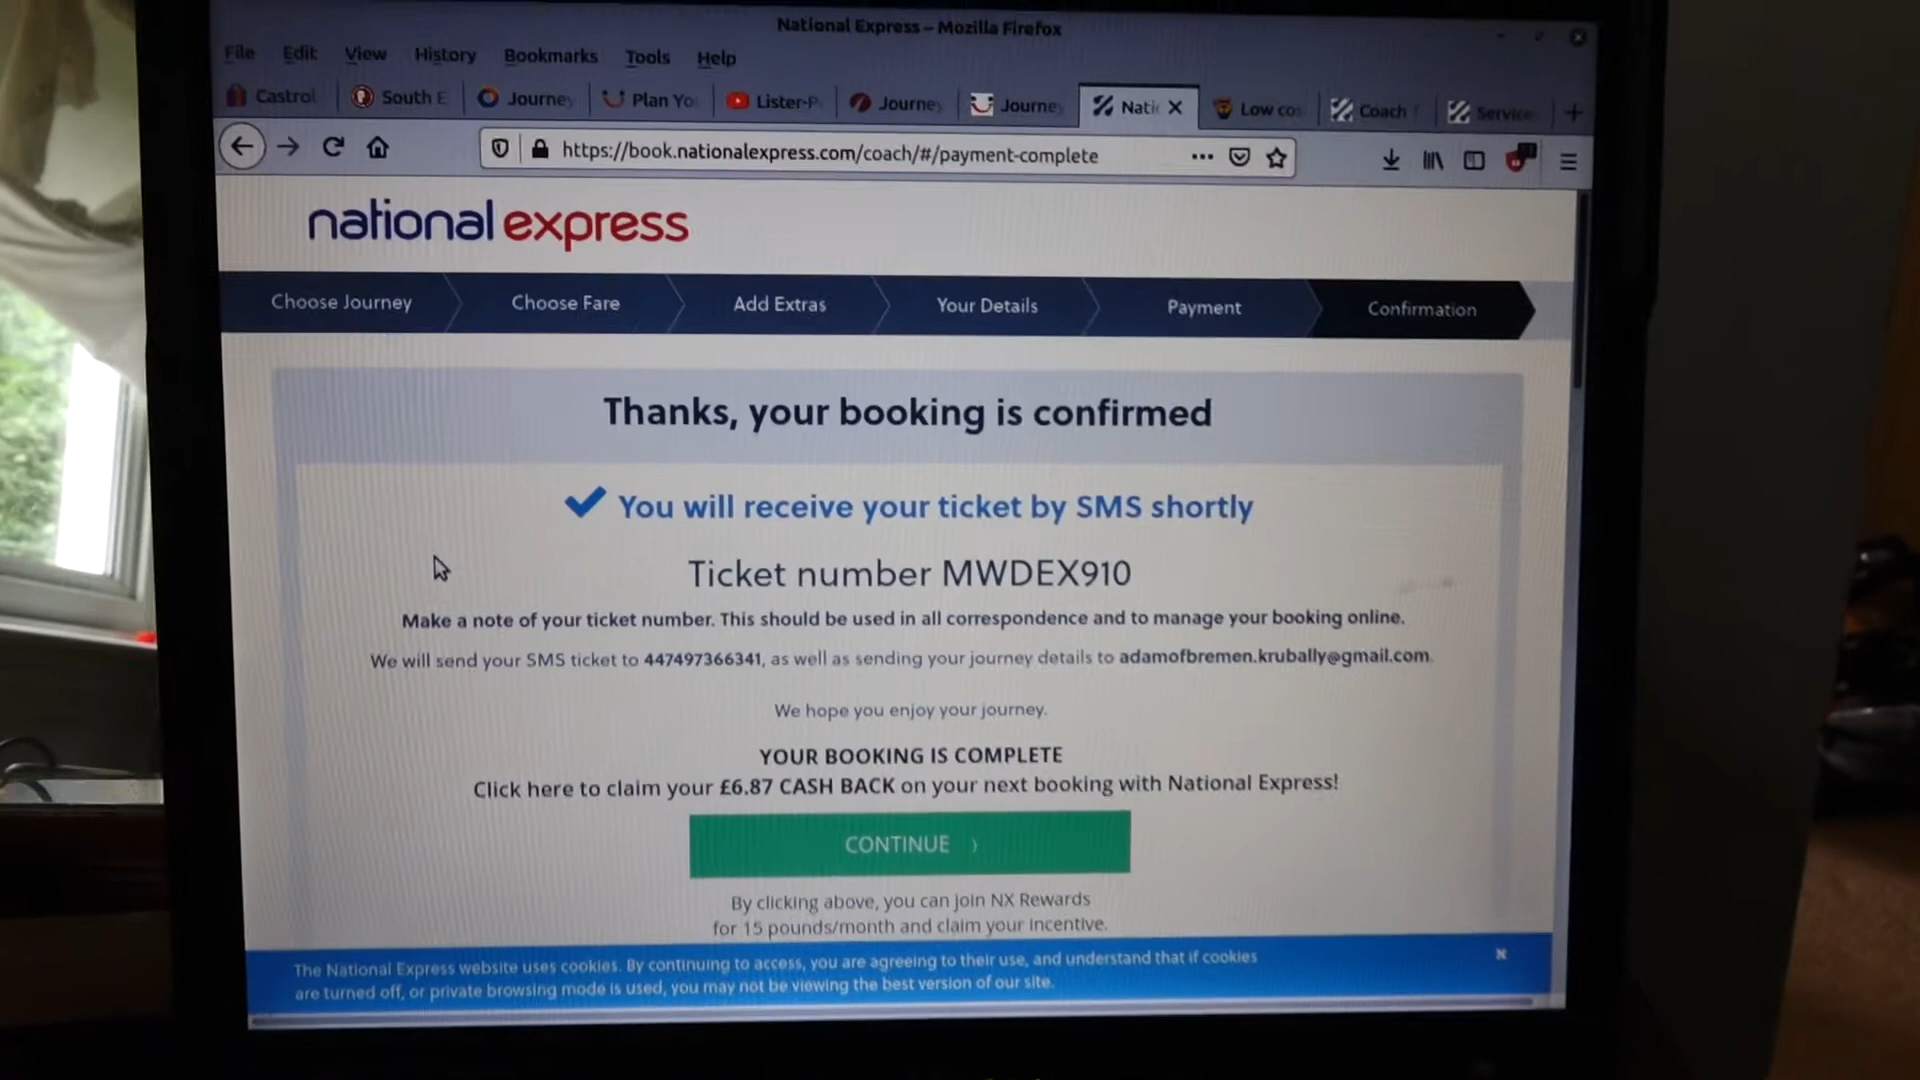 National Express – Mozilla Firefox
File Edit View History Bookmarks Tools Help
Castrol South E Journey Plan Yo Lister-P Journey Journey Nati Low cos Coach Service
https://book.nationalexpress.com/coach/#/payment-complete
national express
Choose Journey Choose Fare Add Extras Your Details Payment Confirmation
Thanks, your booking is confirmed
You will receive your ticket by SMS shortly
Ticket number MWDEX910
Make a note of your ticket number. This should be used in all correspondence and to manage your booking online.
We will send your SMS ticket to 447497366341, as well as sending your journey details to adamofbremen.krubally@gmail.com.
We hope you enjoy your journey.
YOUR BOOKING IS COMPLETE
Click here to claim your £6.87 CASH BACK on your next booking with National Express!
CONTINUE
By clicking above, you can join NX Rewards
for 15 pounds/month and claim your incentive.
The National Express website uses cookies. By continuing to access, you are agreeing to their use, and understand that if cookies
are turned off, or private browsing mode is used, you may not be viewing the best version of our site.